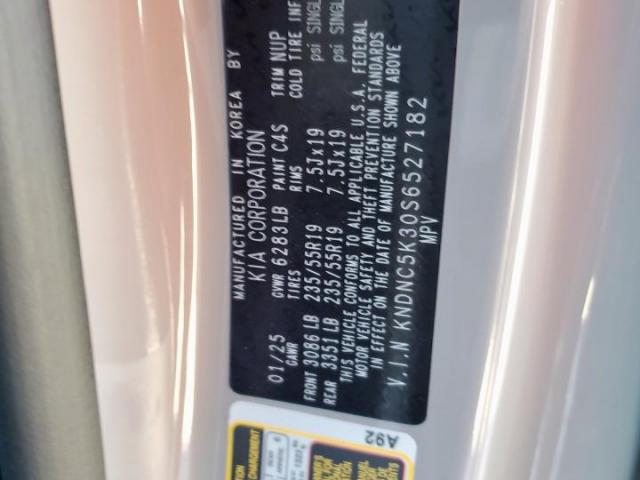 MANUFACTURED IN KOREA BY
KIA CORPORATION
01/25 GVWR 6283LB PAINT C4S TRIM NUP
GAWR TIRES RIMS COLD TIRE INF
FRONT 3086LB 235/55R19 7.5Jx19 psi SINGL
REAR 3351LB 235/55R19 7.5Jx19 psi SINGL
THIS VEHICLE CONFORMS TO ALL APPLICABLE U.S.A. FEDERAL
MOTOR VEHICLE SAFETY AND THEFT PREVENTION STANDARDS
IN EFFECT ON THE DATE OF MANUFACTURE SHOWN ABOVE
V.I.N KNDNC5K30S6527182
MPV
A92